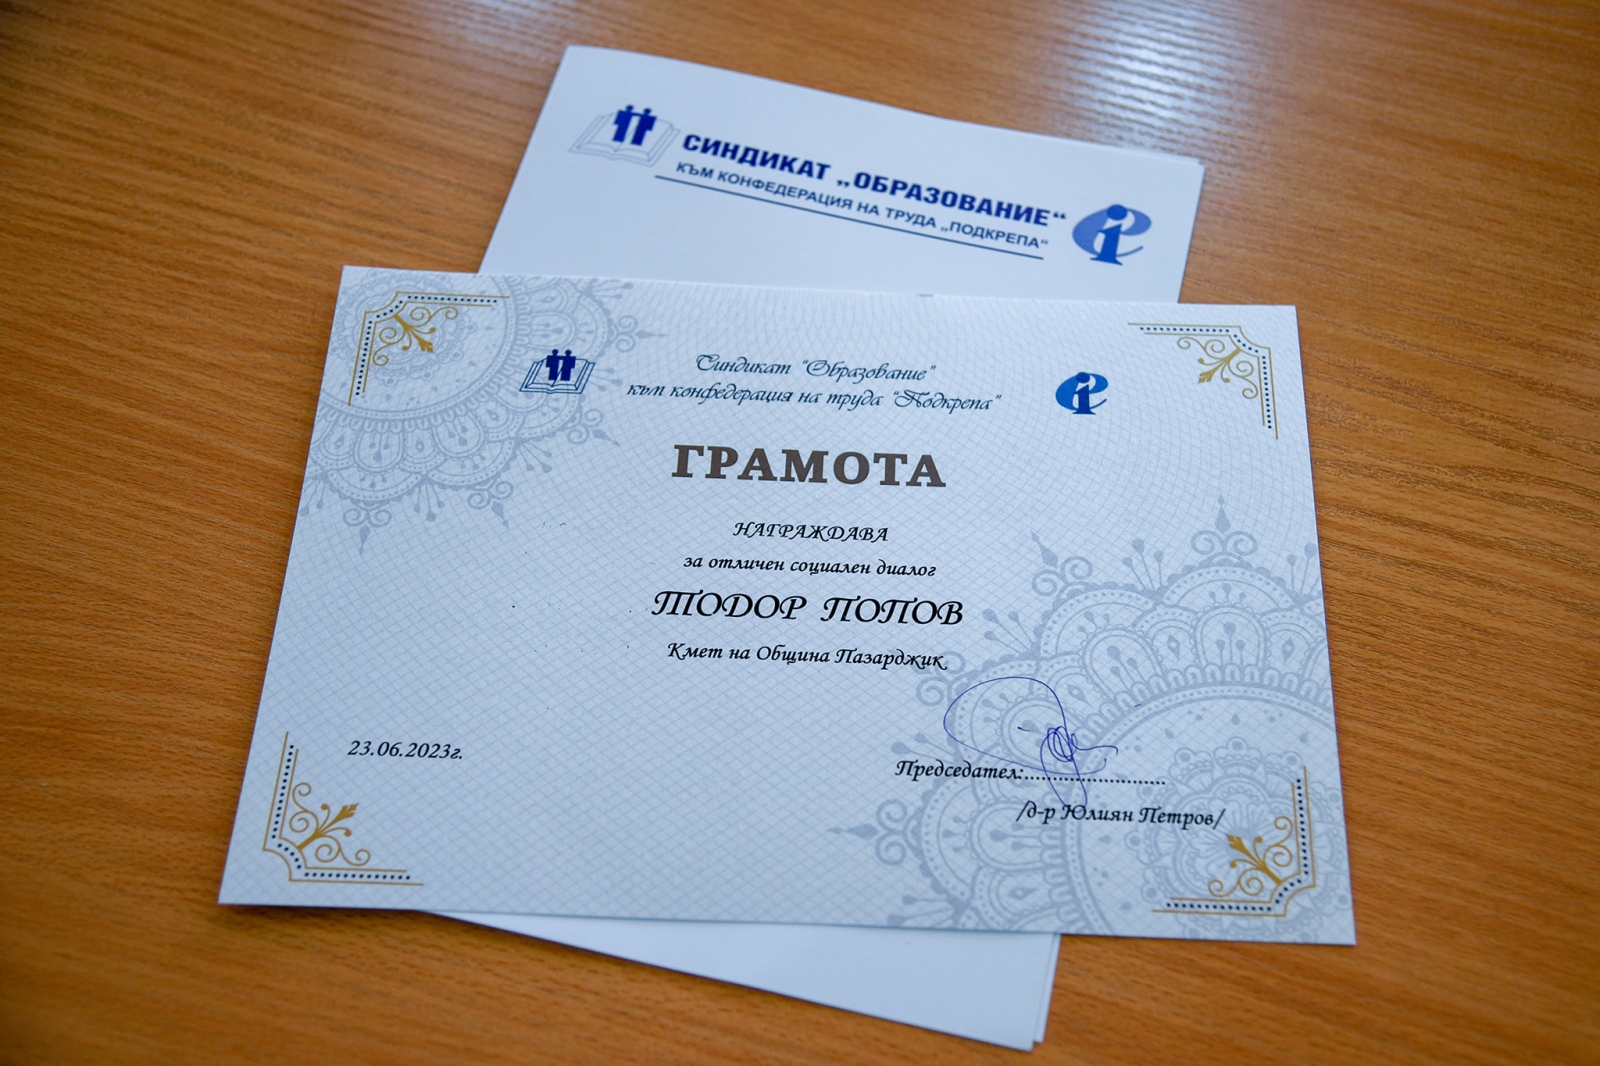 СИНДИКАТ „ОБРАЗОВАНИЕ“
КЪМ КОНФЕДЕРАЦИЯ НА ТРУДА „ПОДКРЕПА“
Синдикат "Образование"
към конфедерация на труда "Подкрепа"
ГРАМОТА
НАГРАЖДАВА
за отличен социален диалог
ТОДОР ПОПОВ
Кмет на Община Пазарджик
23.06.2023г.
Председател:........................
/д-р Юлиян Петров/